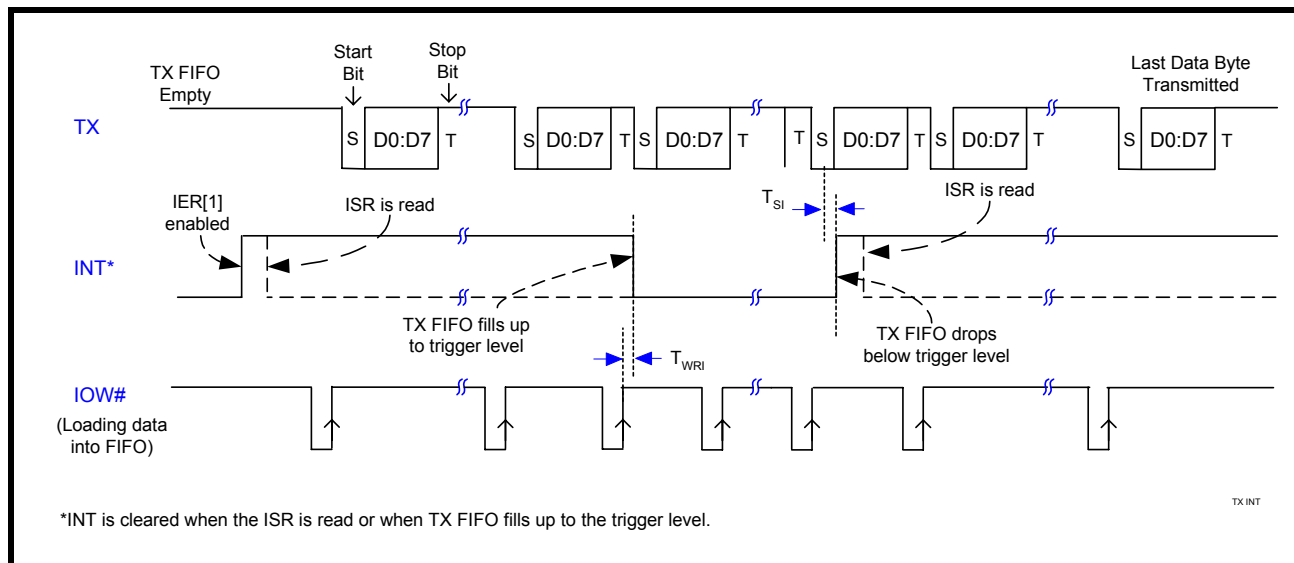 Start
Bit
Stop
Bit
TX FIFO
Empty
Last Data Byte
Transmitted
TX
S D0:D7 T S D0:D7 T S D0:D7 T T S D0:D7 T S D0:D7 T S D0:D7 T
IER[1]
enabled
ISR is read
TSI
ISR is read
INT*
TX FIFO fills up
to trigger level
TX FIFO drops
below trigger level
TWRI
IOW#
(Loading data
into FIFO)
*INT is cleared when the ISR is read or when TX FIFO fills up to the trigger level.
TX INT